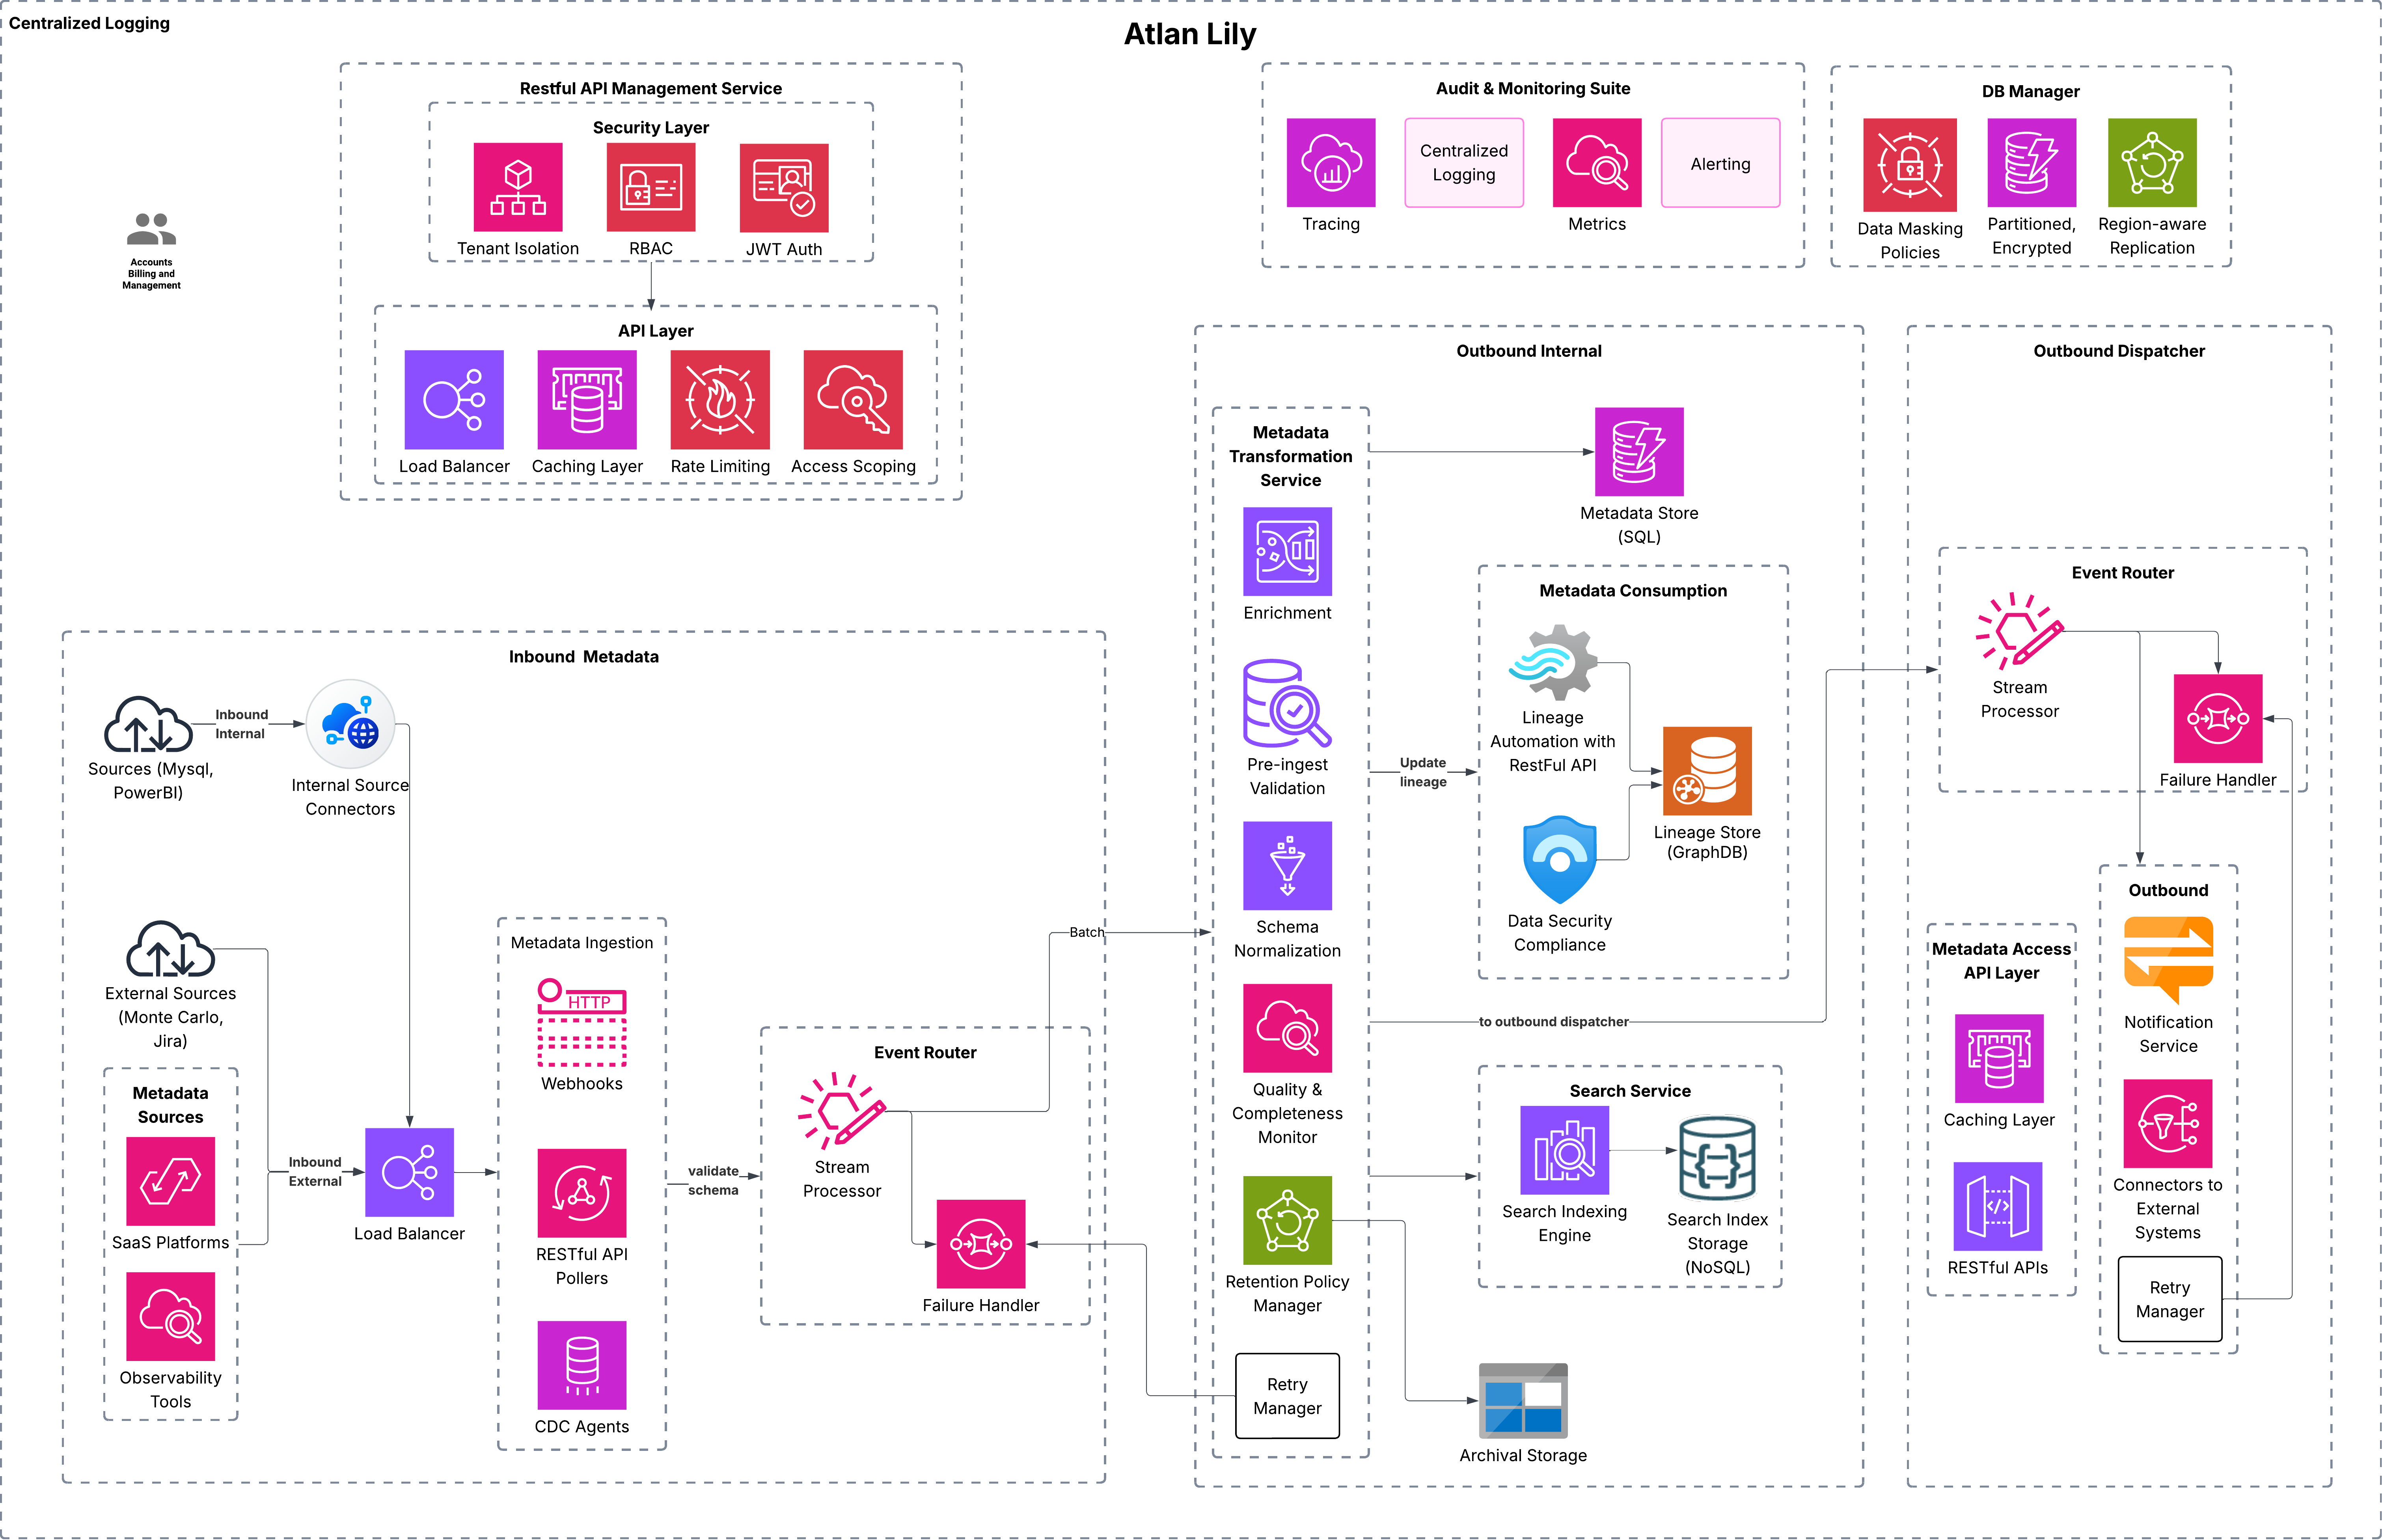 Centralized Logging
Atlan Lily
Restful API Management Service
Security Layer
Tenant Isolation
RBAC
JWT Auth
API Layer
Load Balancer
Caching Layer
Rate Limiting
Access Scoping
Accounts
Billing and
Management
Audit & Monitoring Suite
Tracing
Centralized
Logging
Metrics
Alerting
DB Manager
Data Masking
Policies
Partitioned,
Encrypted
Region-aware
Replication
Inbound Metadata
Sources (Mysql,
PowerBI)
Inbound
Internal
Internal Source
Connectors
External Sources
(Monte Carlo,
Jira)
Metadata
Sources
SaaS Platforms
Observability
Tools
Inbound
External
Load Balancer
Metadata Ingestion
HTTP
Webhooks
RESTful API
Pollers
CDC Agents
validate
schema
Event Router
Stream
Processor
Failure Handler
Batch
Outbound Internal
Metadata
Transformation
Service
Enrichment
Pre-ingest
Validation
Schema
Normalization
Quality &
Completeness
Monitor
Retention Policy
Manager
Retry
Manager
Metadata Store
(SQL)
Update
lineage
Metadata Consumption
Lineage
Automation with
RestFul API
Data Security
Compliance
Lineage Store
(GraphDB)
to outbound dispatcher
Search Service
Search Indexing
Engine
Search Index
Storage
(NoSQL)
Archival Storage
Outbound Dispatcher
Event Router
Stream
Processor
Failure Handler
Metadata Access
API Layer
Caching Layer
RESTful APIs
Outbound
Notification
Service
Connectors to
External
Systems
Retry
Manager